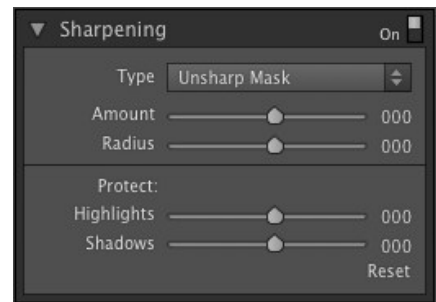 Sharpening On
Type Unsharp Mask
Amount 000
Radius 000
Protect:
Highlights 000
Shadows 000
Reset